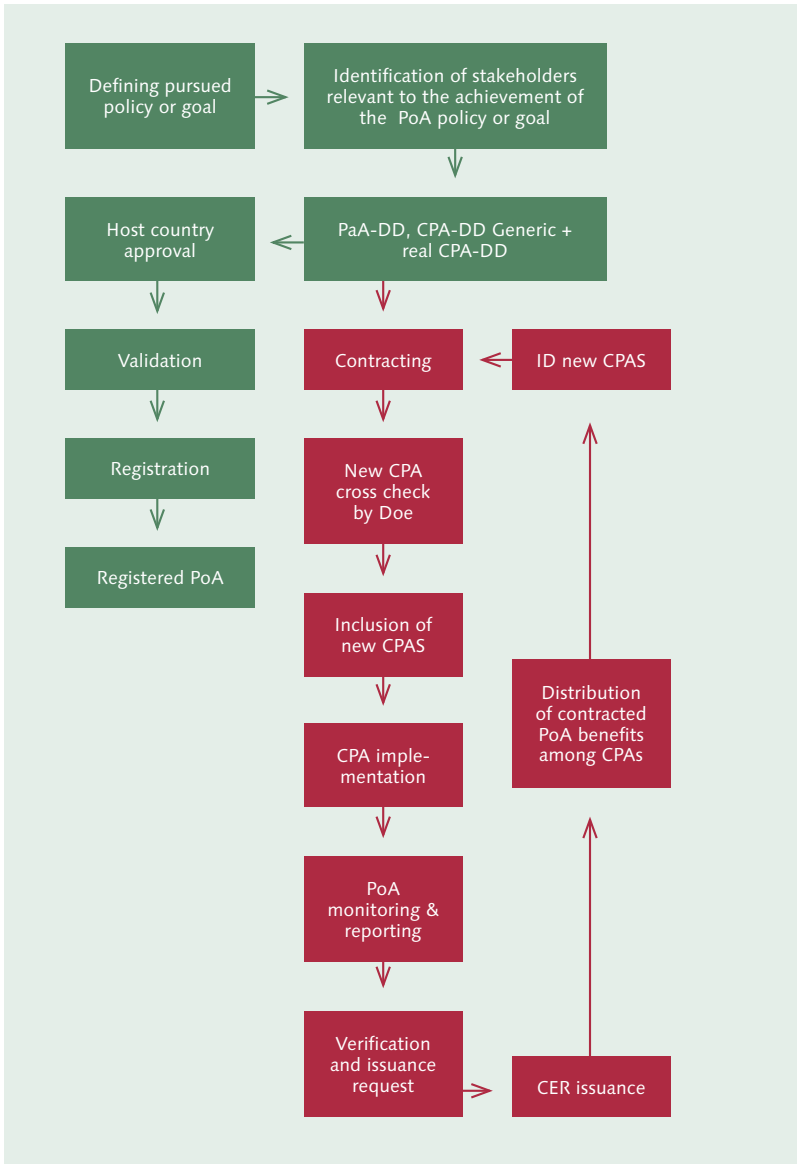 Defining pursued
policy or goal
Identification of stakeholders
relevant to the achievement of
the PoA policy or goal
Host country
approval
PaA-DD, CPA-DD Generic +
real CPA-DD
Validation
Contracting
ID new CPAS
Registration
New CPA
cross check
by Doe
Registered PoA
Inclusion of
new CPAS
Distribution
of contracted
PoA benefits
among CPAs
CPA imple-
mentation
PoA
monitoring &
reporting
Verification
and issuance
request
CER issuance